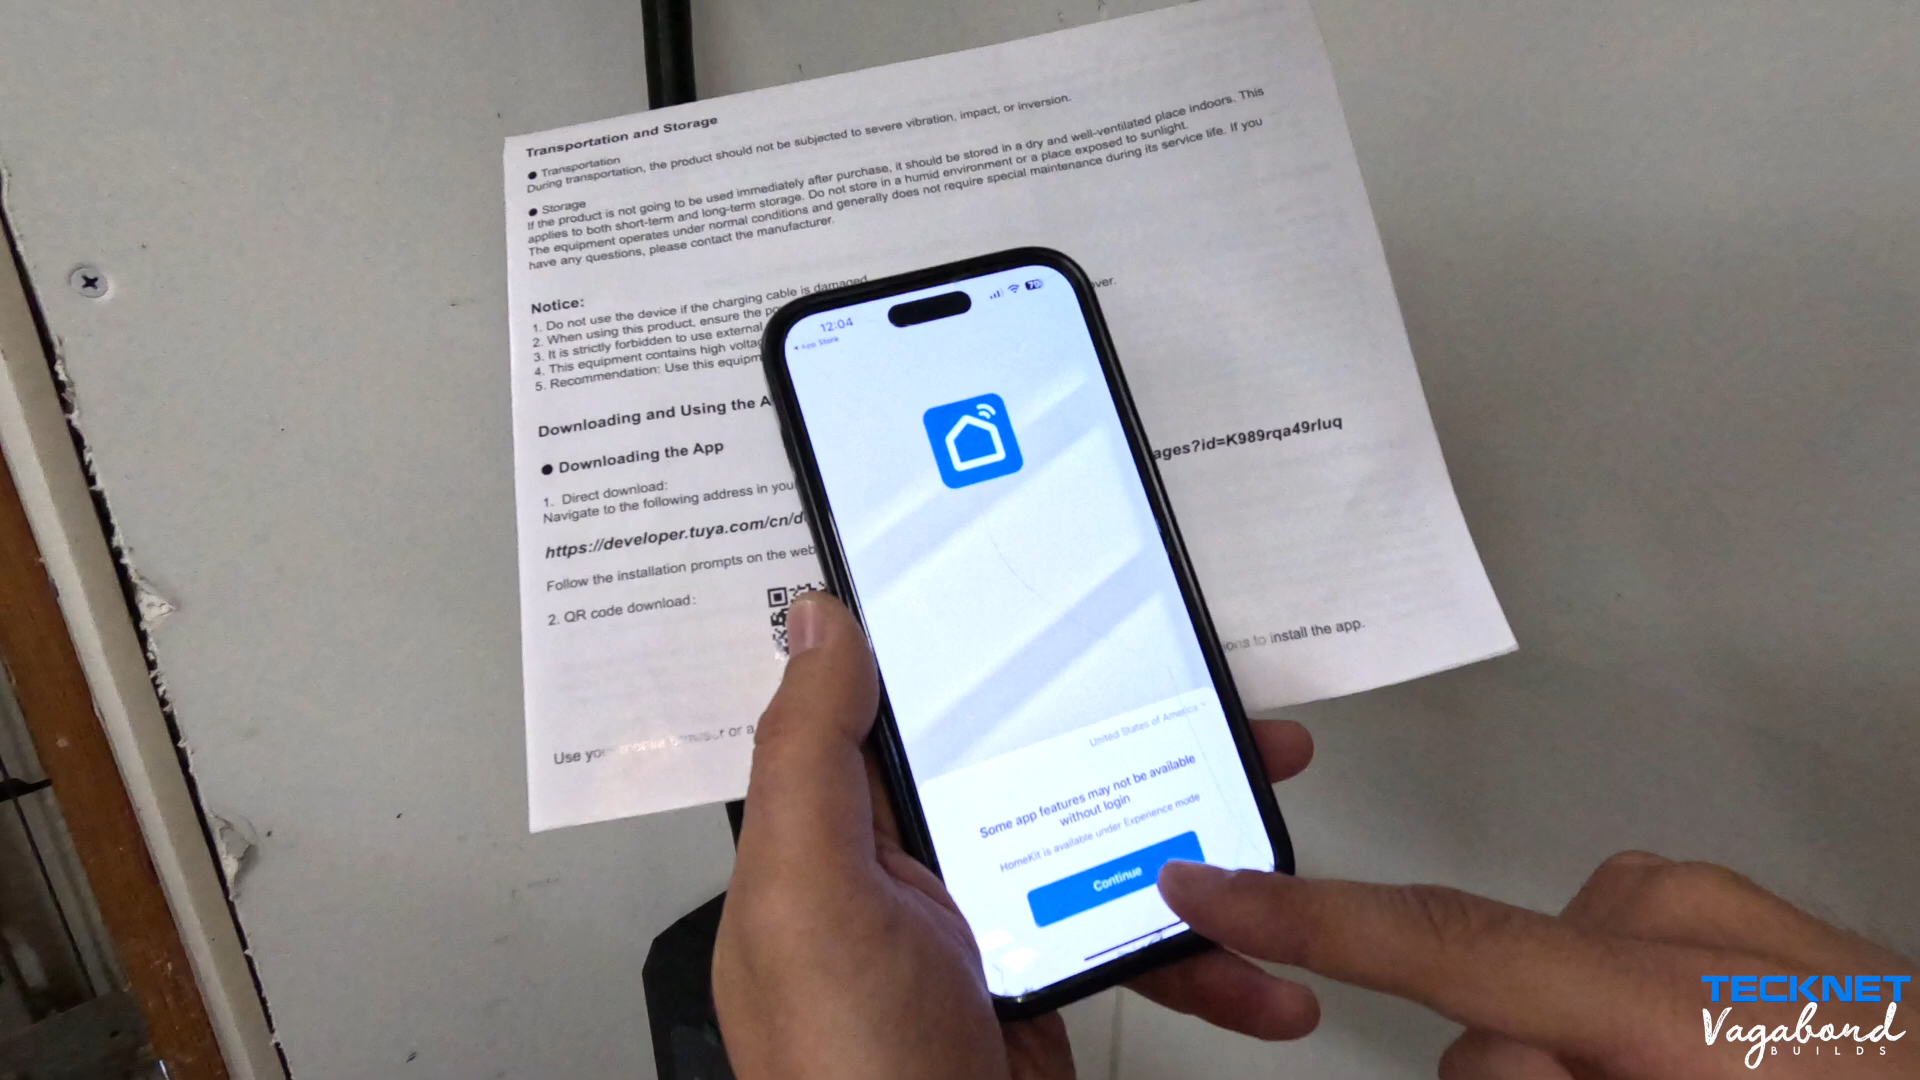 Transportation and Storage
● Transportation
During transportation, the product should not be subjected to severe vibration, impact, or inversion.
● Storage
If the product is not going to be used immediately after purchase, it should be stored in a dry and well-ventilated place indoors. This
applies to both short-term and long-term storage. Do not store in a humid environment or a place exposed to sunlight.
The equipment operates under normal conditions and generally does not require special maintenance during its service life. If you
have any questions, please contact the manufacturer.
Notice:
1. Do not use the device if the charging cable is damaged
2. When using this product, ensure the po ver.
3. It is strictly forbidden to use external
4. This equipment contains high voltag
5. Recommendation: Use this equipm
Downloading and Using the A
● Downloading the App
1. Direct download:
Navigate to the following address in you
https://developer.tuya.com/cn/d ages?id=K989rqa49rluq
Follow the installation prompts on the web
2. QR code download:
Use or a ons to install the app.
12:04
App Store
United States of America
Some app features may not be available
without login
HomeKit is available under Experience mode
Continue
TECKNET
Vagabond
BUILDS